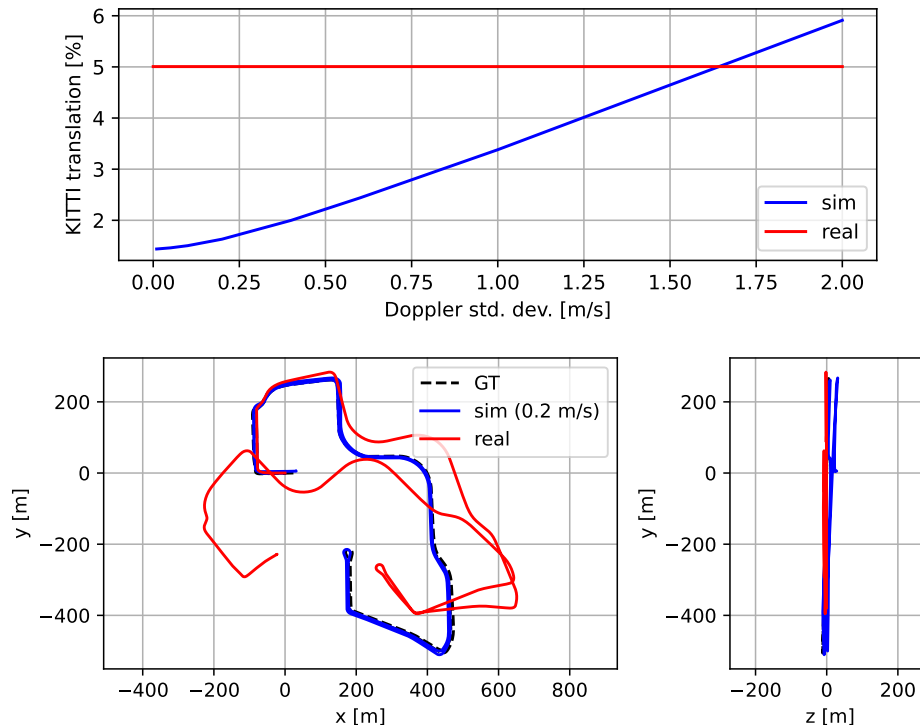 KITTI translation [%]
6
5
4
3
2
sim
real
0.00 0.25 0.50 0.75 1.00 1.25 1.50 1.75 2.00
Doppler std. dev. [m/s]
y [m]
200
0
−200
−400
GT
sim (0.2 m/s)
real
−400 −200 0 200 400 600 800
x [m]
y [m]
200
0
−200
−400
−200 0 200
z [m]